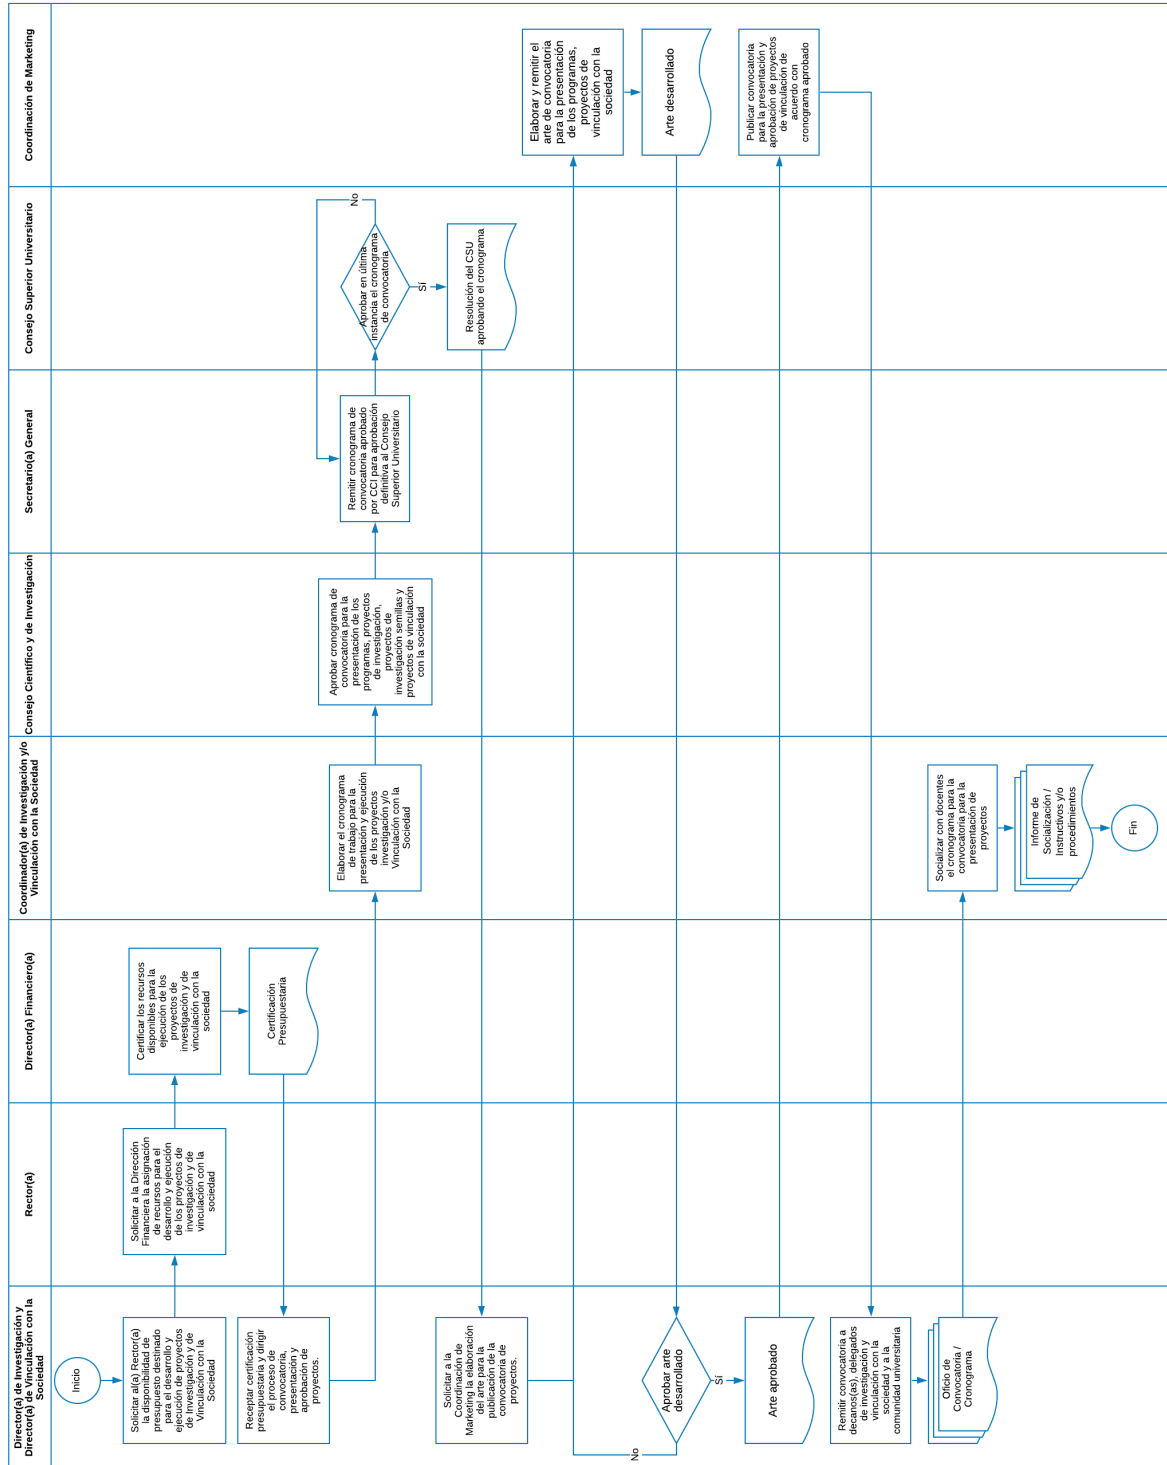 Director(a) de Investigación y
Director(a) de Vinculación con la
Sociedad
Rector(a)
Director(a) Financiero(a)
Coordinador(a) de Investigación y/o
Vinculación con la Sociedad
Consejo Científico y de Investigación
Secretario(a) General
Consejo Superior Universitario
Coordinación de Marketing
Inicio
Solicitar al(a) Rector(a)
la disponibilidad de
presupuesto destinado
para el desarrollo y
ejecución de proyectos
de Investigación y de
Vinculación con la
Sociedad
Solicitar a la Dirección
Financiera la asignación
de recursos para el
desarrollo y ejecución
de los proyectos de
investigación y de
vinculación con la
sociedad
Certificar los recursos
disponibles para la
ejecución de los
proyectos de
investigación y de
vinculación con la
sociedad
Certificación
Presupuestaria
Receptar certificación
presupuestaria y dirigir
el proceso de
convocatoria,
presentación y
aprobación de
proyectos.
Elaborar el cronograma
de trabajo para la
presentación y ejecución
de los proyectos
investigación y/o
Vinculación con la
Sociedad
Aprobar cronograma de
convocatoria para la
presentación de los
programas, proyectos
de investigación,
proyectos de
investigación semillas y
proyectos de vinculación
con la sociedad
Remitir cronograma de
convocatoria aprobado
por CCI para aprobación
definitiva al Consejo
Superior Universitario
Aprobar en última
instancia el cronograma
de convocatoria
No
Sí
Resolución del CSU
aprobando el cronograma
Solicitar a la
Coordinación de
Marketing la elaboración
del arte para la
publicación de la
convocatoria de
proyectos.
Elaborar y remitir el
arte de convocatoria
para la presentación
de los programas,
proyectos de
vinculación con la
sociedad
Arte desarrollado
Aprobar arte
desarrollado
No
Sí
Arte aprobado
Publicar convocatoria
para la presentación y
aprobación de proyectos
de vinculación de
acuerdo con
cronograma aprobado
Remitir convocatoria a
decanos(as), delegados
de investigación y
vinculación con la
sociedad y a la
comunidad universitaria
Oficio de
Convocatoria /
Cronograma
Socializar con docentes
el cronograma para la
convocatoria para la
presentación de
proyectos
Informe de
Socialización /
Instructivos y/o
procedimientos
Fin